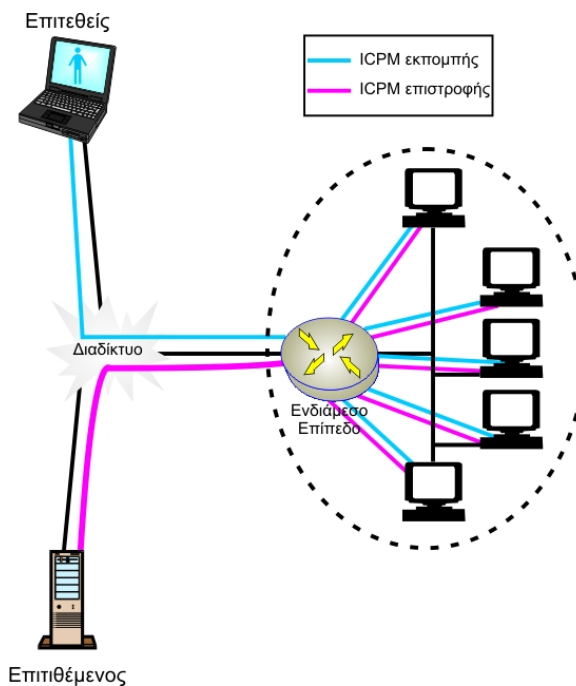 Επιτεθείς
ICPM εκπομπής
ICPM επιστροφής
Διαδίκτυο
Ενδιάμεσο
Επίπεδο
Επιτιθέμενος